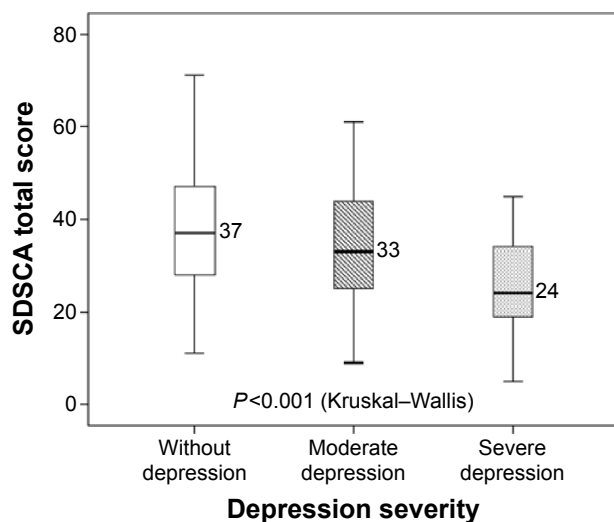 80
60
40
20
0
SDSCA total score
37
33
24
P<0.001 (Kruskal–Wallis)
Without
depression
Moderate
depression
Severe
depression
Depression severity